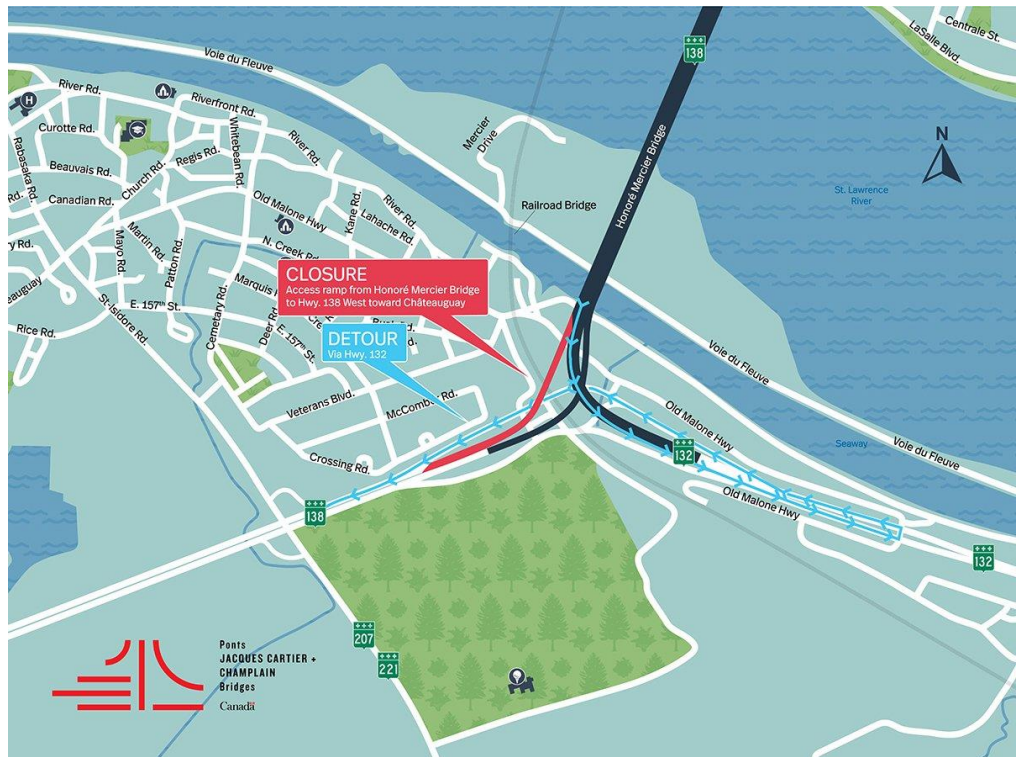 Centrale St.
LaSalle Blvd.
138
Voie du Fleuve
River Rd.
Riverfront Rd.
H
Curotte Rd.
Rabasaka Rd.
Whitebean Rd.
River Rd.
Mercier
Drive
Honoré Mercier Bridge
N
Regis Rd.
Church Rd.
Beauvais Rd.
Canadian Rd.
Old Malone Hwy
Kane Rd.
River Rd.
Lahache Rd.
Railroad Bridge
St. Lawrence
River
Mayo Rd.
Martin Rd.
Patton Rd.
N. Creek Rd.
CLOSURE
Access ramp from Honoré Mercier Bridge
to Hwy. 138 West toward Châteauguay
Marquis
E. 157th St.
St-Isidore Rd.
Cemetary Rd.
Deer Rd.
E. 157th St.
Rice Rd.
DETOUR
Via Hwy. 132
Voie du Fleuve
Veterans Blvd.
McComber Rd.
Old Malone Hwy
Seaway
Voie du Fleuve
132
Crossing Rd.
Old Malone Hwy
138
132
207
221
Ponts
JACQUES CARTIER +
CHAMPLAIN
Bridges
Canada